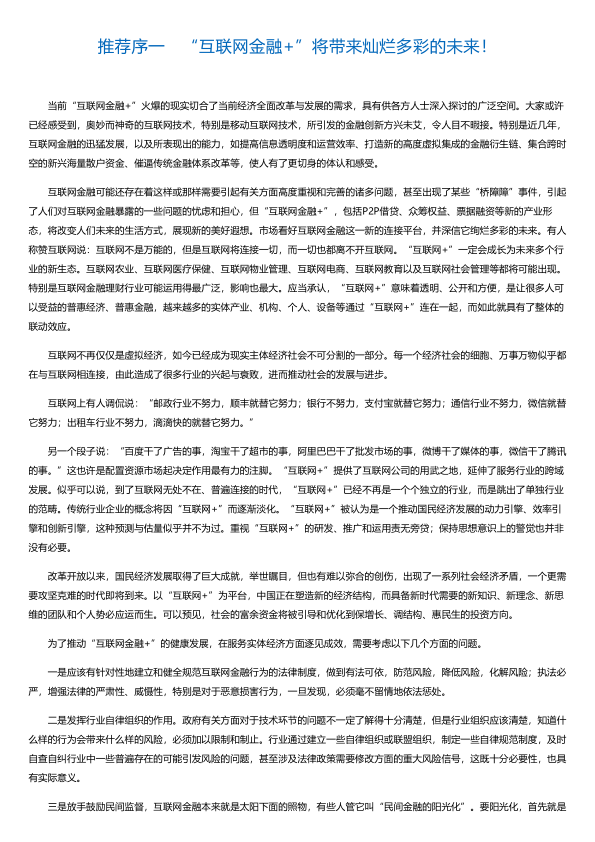 推荐序一　“互联网金融+”将带来灿烂多彩的未来！
当前“互联网金融+”火爆的现实切合了当前经济全面改革与发展的需求，具有供各方人士深入探讨的广泛空间。大家或许
已经感受到，奥妙而神奇的互联网技术，特别是移动互联网技术，所引发的金融创新方兴未艾，令人目不暇接。特别是近几年，
互联网金融的迅猛发展，以及所表现出的能力，如提高信息透明度和运营效率、打造新的高度虚拟集成的金融衍生链、集合跨时
空的新兴海量散户资金、催逼传统金融体系改革等，使人有了更切身的体认和感受。
互联网金融可能还存在着这样或那样需要引起有关方面高度重视和完善的诸多问题，甚至出现了某些“桥障障”事件，引起
了人们对互联网金融暴露的一些问题的忧虑和担心，但“互联网金融+”，包括P2P借贷、众筹权益、票据融资等新的产业形
态，将改变人们未来的生活方式，展现新的美好遐想。市场看好互联网金融这一新的连接平台，并深信它绚烂多彩的未来。有人
称赞互联网说：互联网不是万能的，但是互联网将连接一切，而一切也都离不开互联网。“互联网+”一定会成长为未来多个行
业的新生态。互联网农业、互联网医疗保健、互联网物业管理、互联网电商、互联网教育以及互联网社会管理等都将可能出现。
特别是互联网金融理财行业可能运用得最广泛，影响也最大。应当承认，“互联网+”意味着透明、公开和方便，是让很多人可
以受益的普惠经济、普惠金融，越来越多的实体产业、机构、个人、设备等通过“互联网+”连在一起，而如此就具有了整体的
联动效应。
互联网不再仅仅是虚拟经济，如今已经成为现实主体经济社会不可分割的一部分。每一个经济社会的细胞、万事万物似乎都
在与互联网相连接，由此造成了很多行业的兴起与衰败，进而推动社会的发展与进步。
互联网上有人调侃说：“邮政行业不努力，顺丰就替它努力；银行不努力，支付宝就替它努力；通信行业不努力，微信就替
它努力；出租车行业不努力，滴滴快的就替它努力。”
另一个段子说：“百度干了广告的事，淘宝干了超市的事，阿里巴巴干了批发市场的事，微博干了媒体的事，微信干了腾讯
的事。”这也许是配置资源市场起决定作用最有力的注脚。“互联网+”提供了互联网公司的用武之地，延伸了服务行业的跨域
发展。似乎可以说，到了互联网无处不在、普遍连接的时代，“互联网+”已经不再是一个个独立的行业，而是跳出了单独行业
的范畴。传统行业企业的概念将因“互联网+”而逐渐淡化。“互联网+”被认为是一个推动国民经济发展的动力引擎、效率引
擎和创新引擎，这种预测与估量似乎并不为过。重视“互联网+”的研发、推广和运用责无旁贷；保持思想意识上的警觉也并非
没有必要。
改革开放以来，国民经济发展取得了巨大成就，举世瞩目，但也有难以弥合的创伤，出现了一系列社会经济矛盾，一个更需
要攻坚克难的时代即将到来。以“互联网+”为平台，中国正在塑造新的经济结构，而具备新时代需要的新知识、新理念、新思
维的团队和个人势必应运而生。可以预见，社会的富余资金将被引导和优化到保增长、调结构、惠民生的投资方向。
为了推动“互联网金融+”的健康发展，在服务实体经济方面逐见成效，需要考虑以下几个方面的问题。
一是应该有针对性地建立和健全规范互联网金融行为的法律制度，做到有法可依，防范风险，降低风险，化解风险；执法必
严，增强法律的严肃性、威慑性，特别是对于恶意损害行为，一旦发现，必须毫不留情地依法惩处。
二是发挥行业自律组织的作用。政府有关方面对于技术环节的问题不一定了解得十分清楚，但是行业组织应该清楚，知道什
么样的行为会带来什么样的风险，必须加以限制和制止。行业通过建立一些自律组织或联盟组织，制定一些自律规范制度，及时
自查自纠行业中一些普遍存在的可能引发风险的问题，甚至涉及法律政策需要修改方面的重大风险信号，这既十分必要性，也具
有实际意义。
三是放手鼓励民间监督，互联网金融本来就是太阳下面的照物，有些人管它叫“民间金融的阳光化”。要阳光化，首先就是